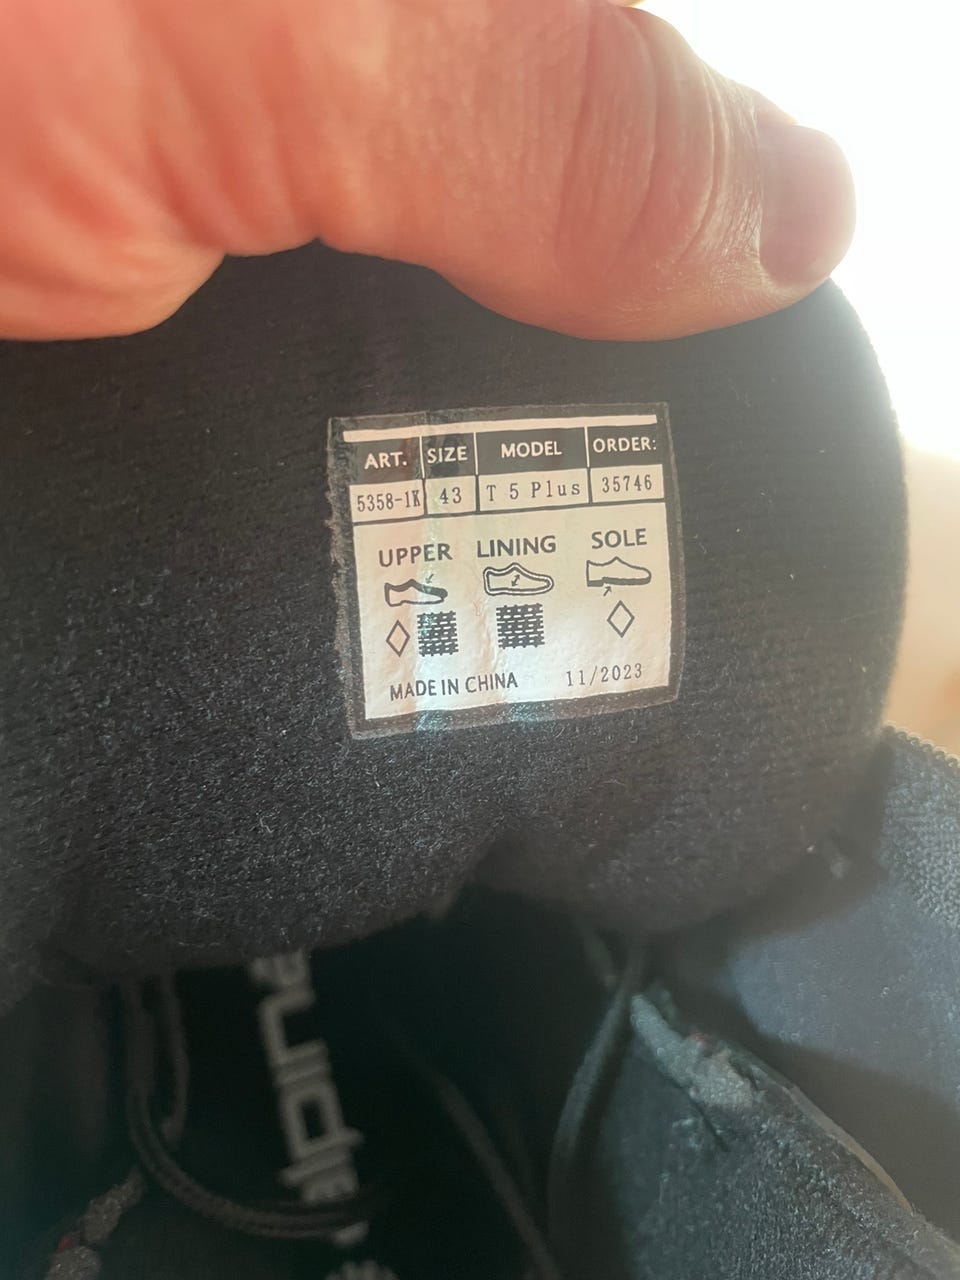 ART. SIZE MODEL ORDER:
5358-1K 43 T 5 Plus 35746
UPPER LINING SOLE
MADE IN CHINA 11/2023